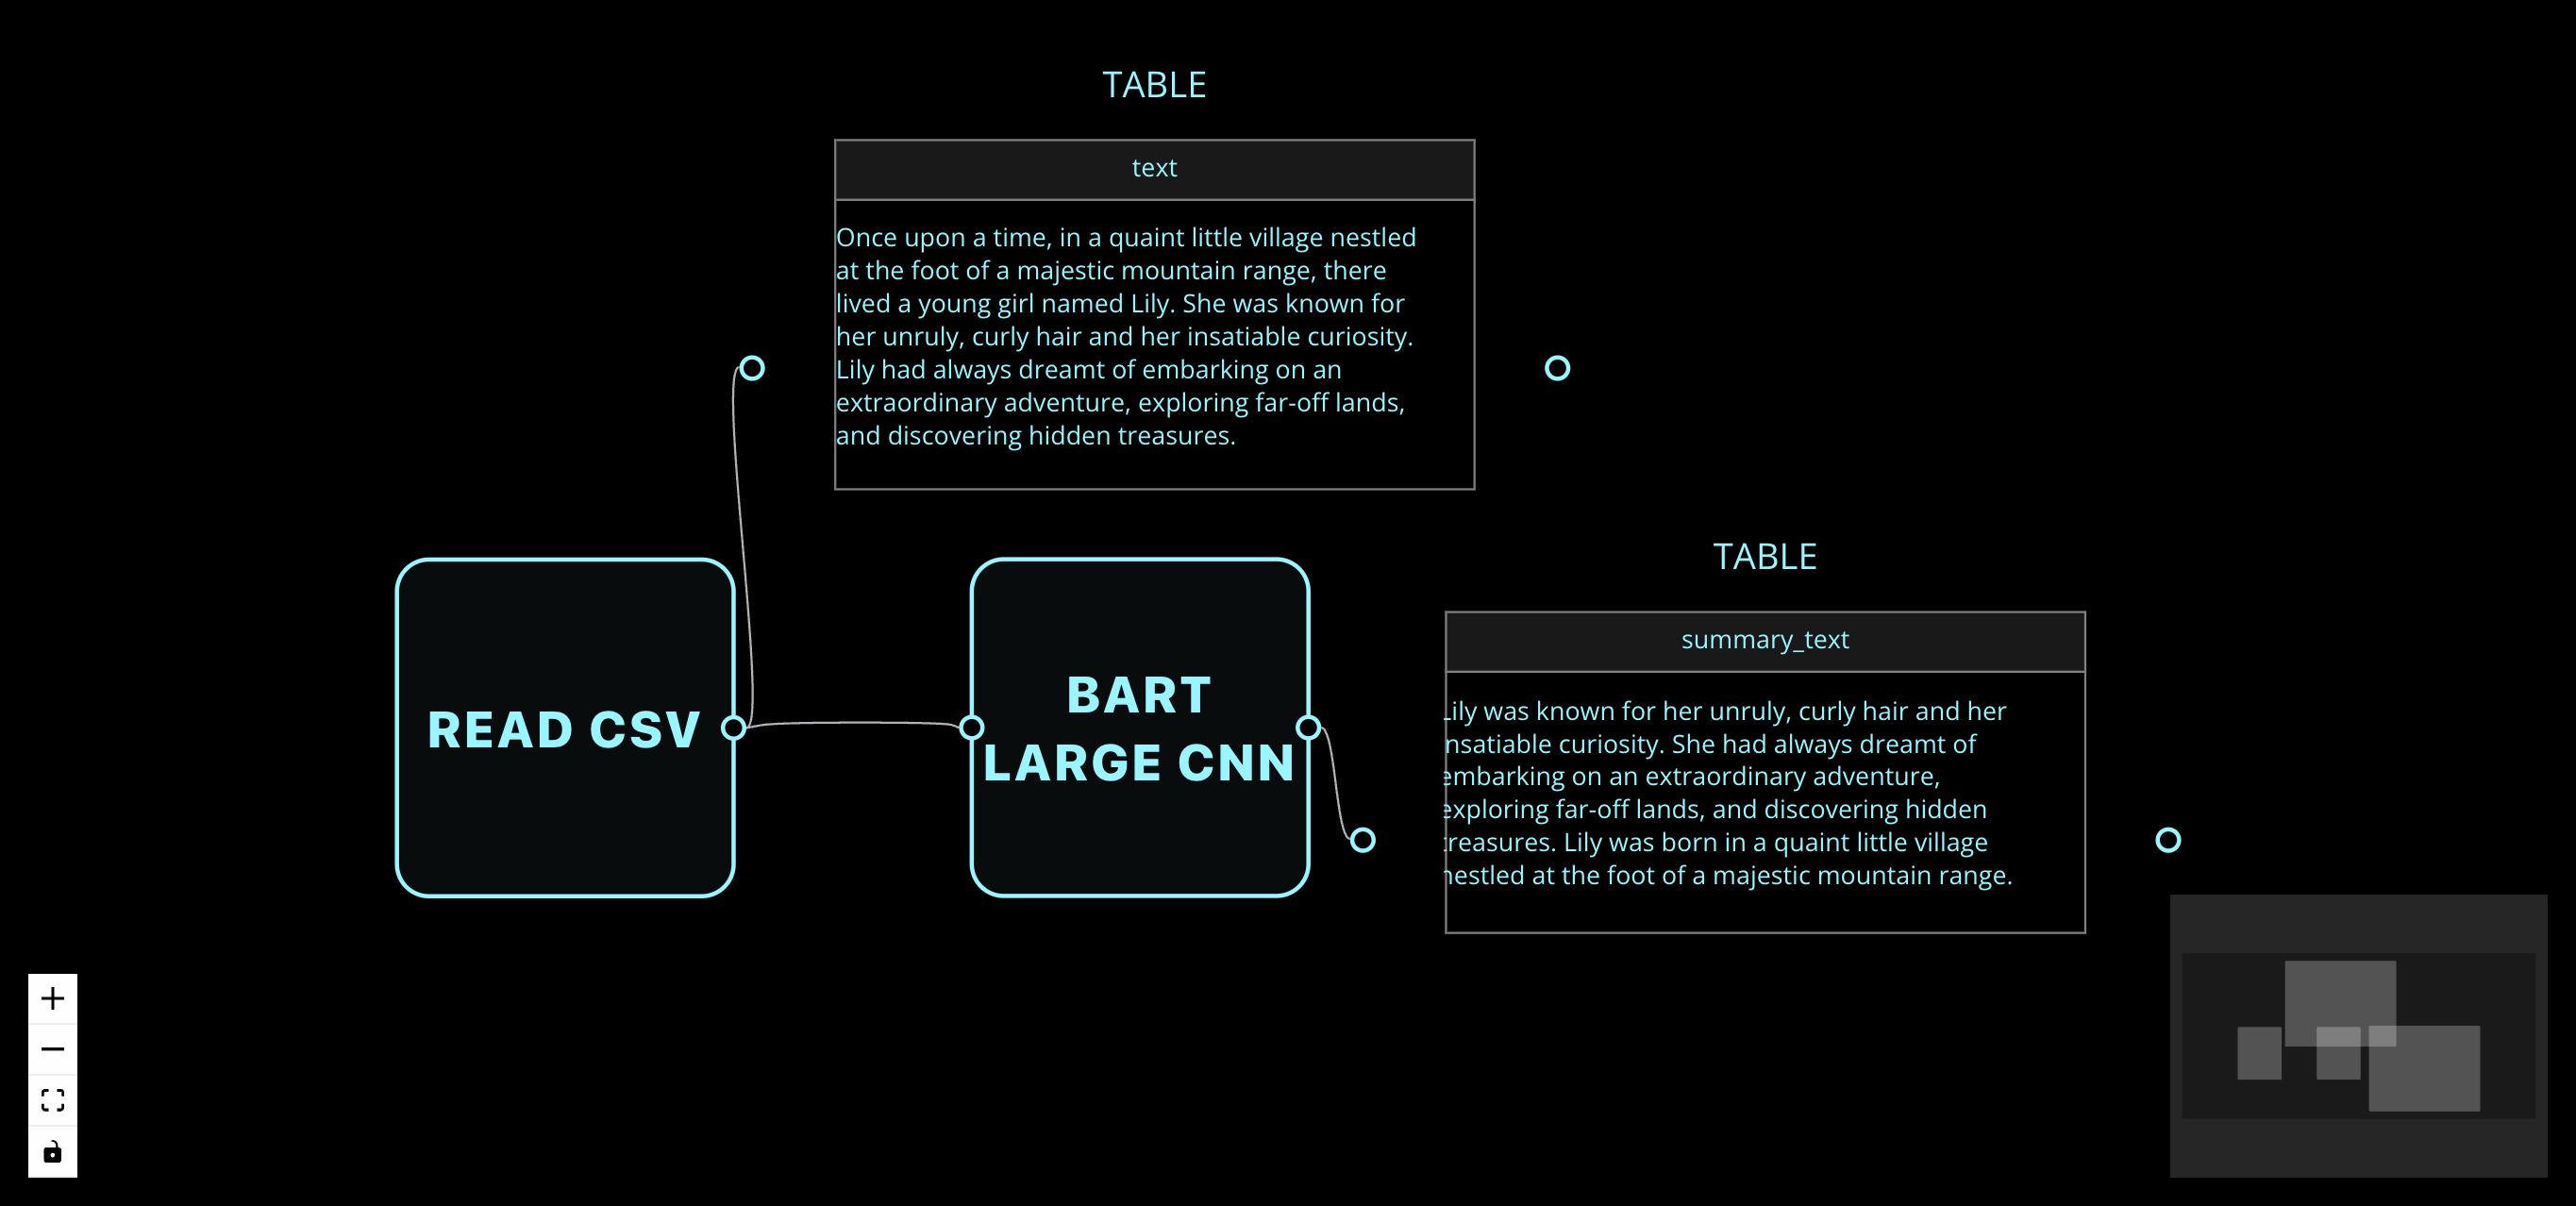 TABLE
text
Once upon a time, in a quaint little village nestled
at the foot of a majestic mountain range, there
lived a young girl named Lily. She was known for
her unruly, curly hair and her insatiable curiosity.
Lily had always dreamt of embarking on an
extraordinary adventure, exploring far-off lands,
and discovering hidden treasures.
READ CSV
BART
LARGE CNN
TABLE
summary_text
Lily was known for her unruly, curly hair and her
insatiable curiosity. She had always dreamt of
embarking on an extraordinary adventure,
exploring far-off lands, and discovering hidden
treasures. Lily was born in a quaint little village
nestled at the foot of a majestic mountain range.